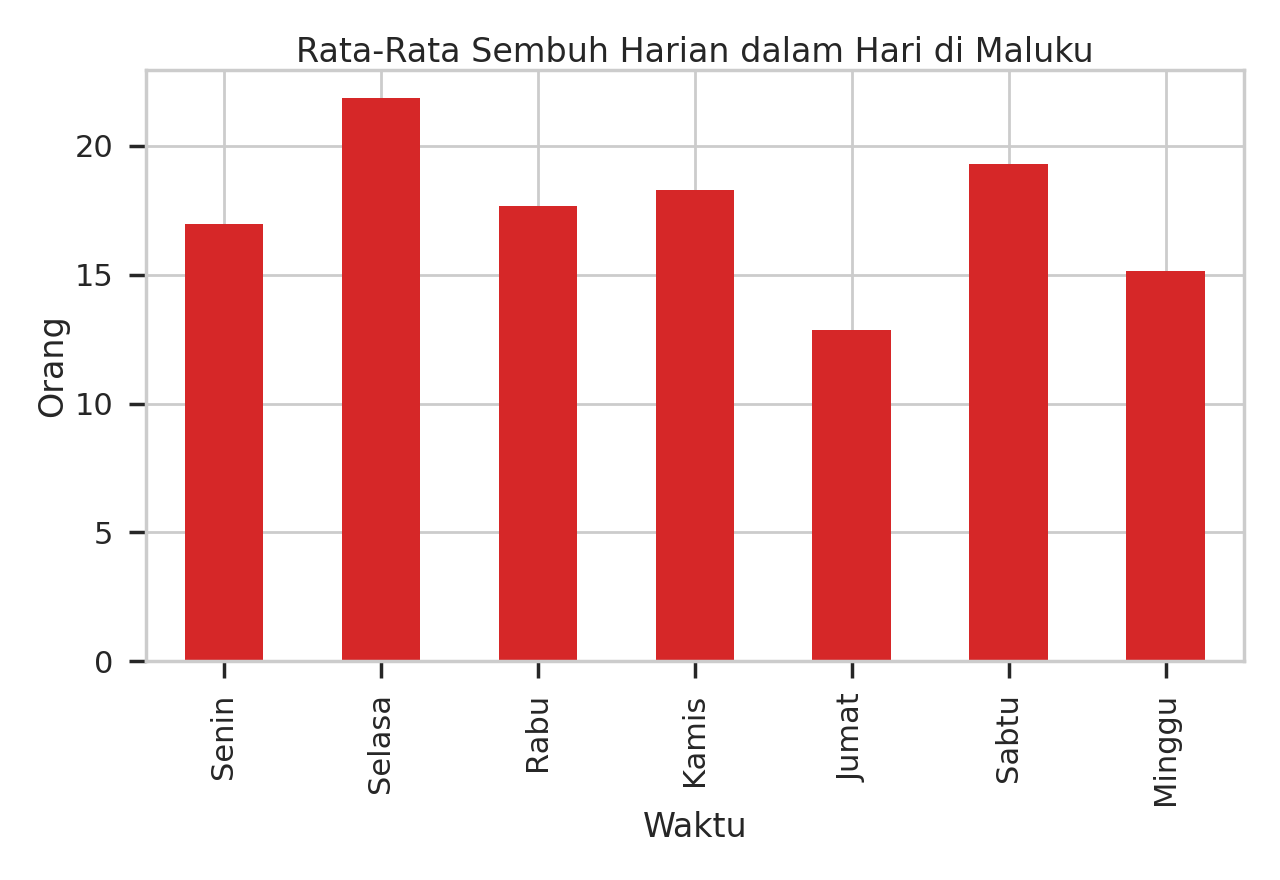 Rata-Rata Sembuh Harian dalam Hari di Maluku
Orang
20
15
10
5
0
Senin
Selasa
Rabu
Kamis
Jumat
Sabtu
Minggu
Waktu